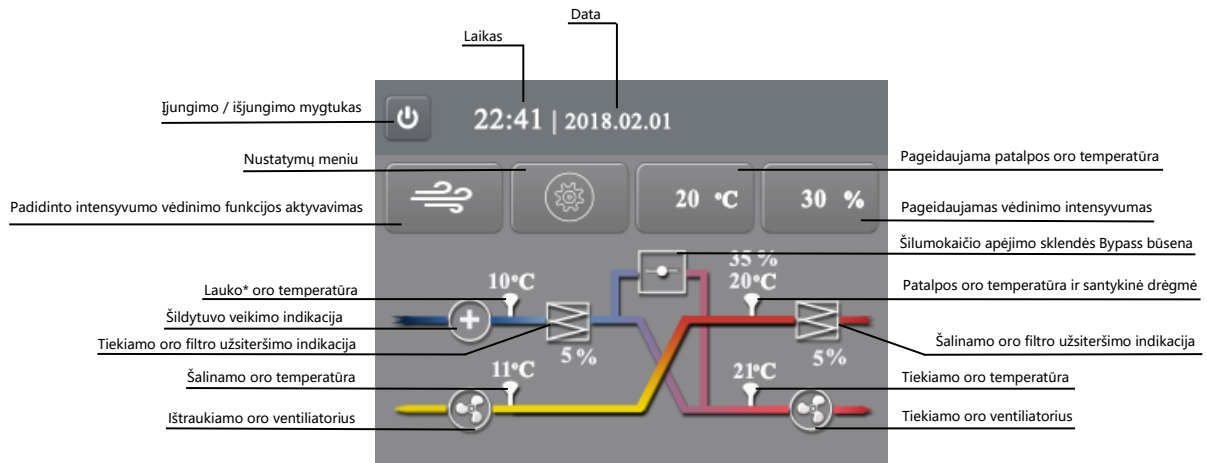 Data
Laikas
Įjungimo / išjungimo mygtukas
22:41 | 2018.02.01
Nustatymų meniu
Pageidaujama patalpos oro temperatūra
20 °C
30 %
Padidinto intensyvumo vėdinimo funkcijos aktyvavimas
Pageidaujamas vėdinimo intensyvumas
Šilumokaičio apėjimo sklendės Bypass būsena
35 %
10°C
20°C
Lauko* oro temperatūra
Patalpos oro temperatūra ir santykinė drėgmė
Šildytuvo veikimo indikacija
Tiekiamo oro filtro užsiteršimo indikacija
Šalinamo oro filtro užsiteršimo indikacija
5%
5%
Šalinamo oro temperatūra
11°C
21°C
Tiekiamo oro temperatūra
Ištraukiamo oro ventiliatorius
Tiekiamo oro ventiliatorius